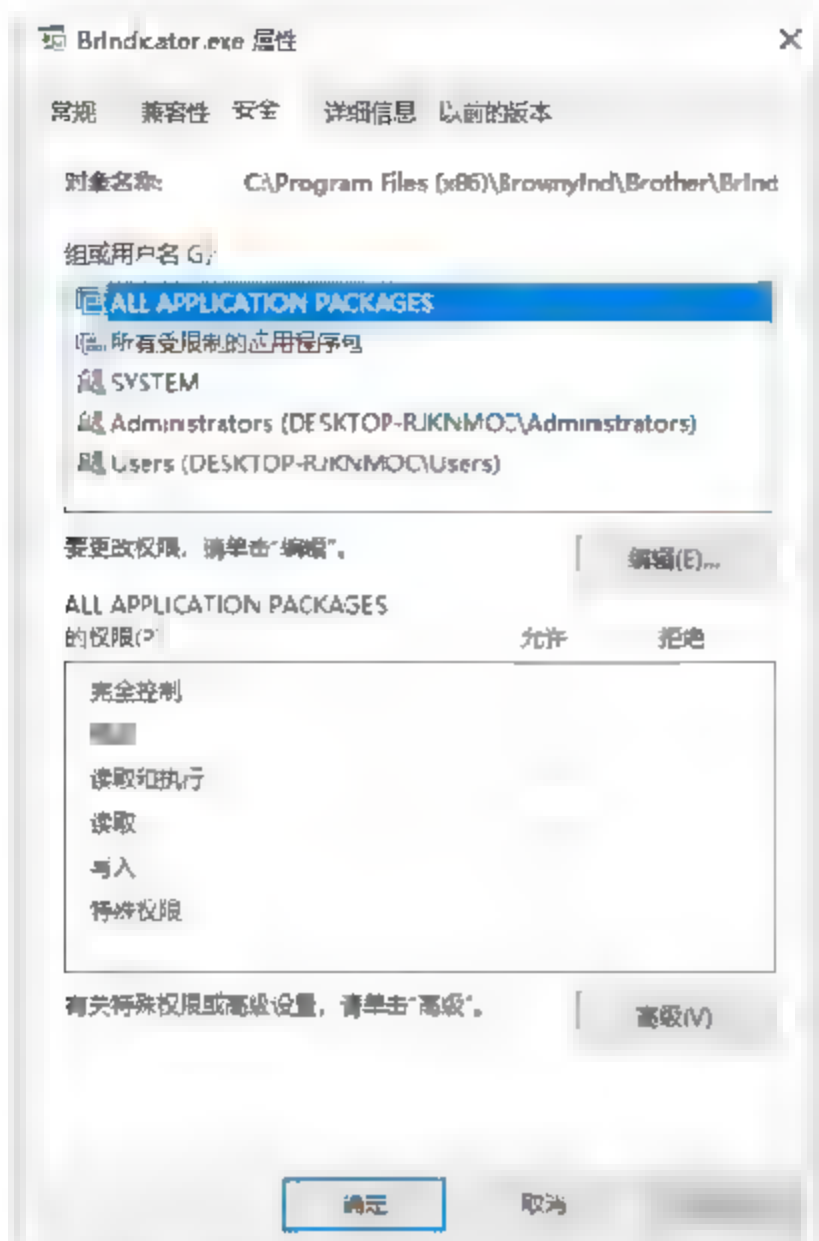 BrIndicator.exe 属性
常规 兼容性 安全 详细信息 以前的版本
对象名称: C:\Program Files (x86)\BrownyInd\Brother\BrInd
组或用户名(G):
ALL APPLICATION PACKAGES
所有受限制的应用程序包
SYSTEM
Administrators (DESKTOP-RJKNMOC\Administrators)
Users (DESKTOP-RJKNMOC\Users)
要更改权限，请单击"编辑"。 编辑(E)...
ALL APPLICATION PACKAGES
的权限(P) 允许 拒绝
完全控制
读取和执行
读取
写入
特殊权限
有关特殊权限或高级设置，请单击"高级"。 高级(V)
确定 取消